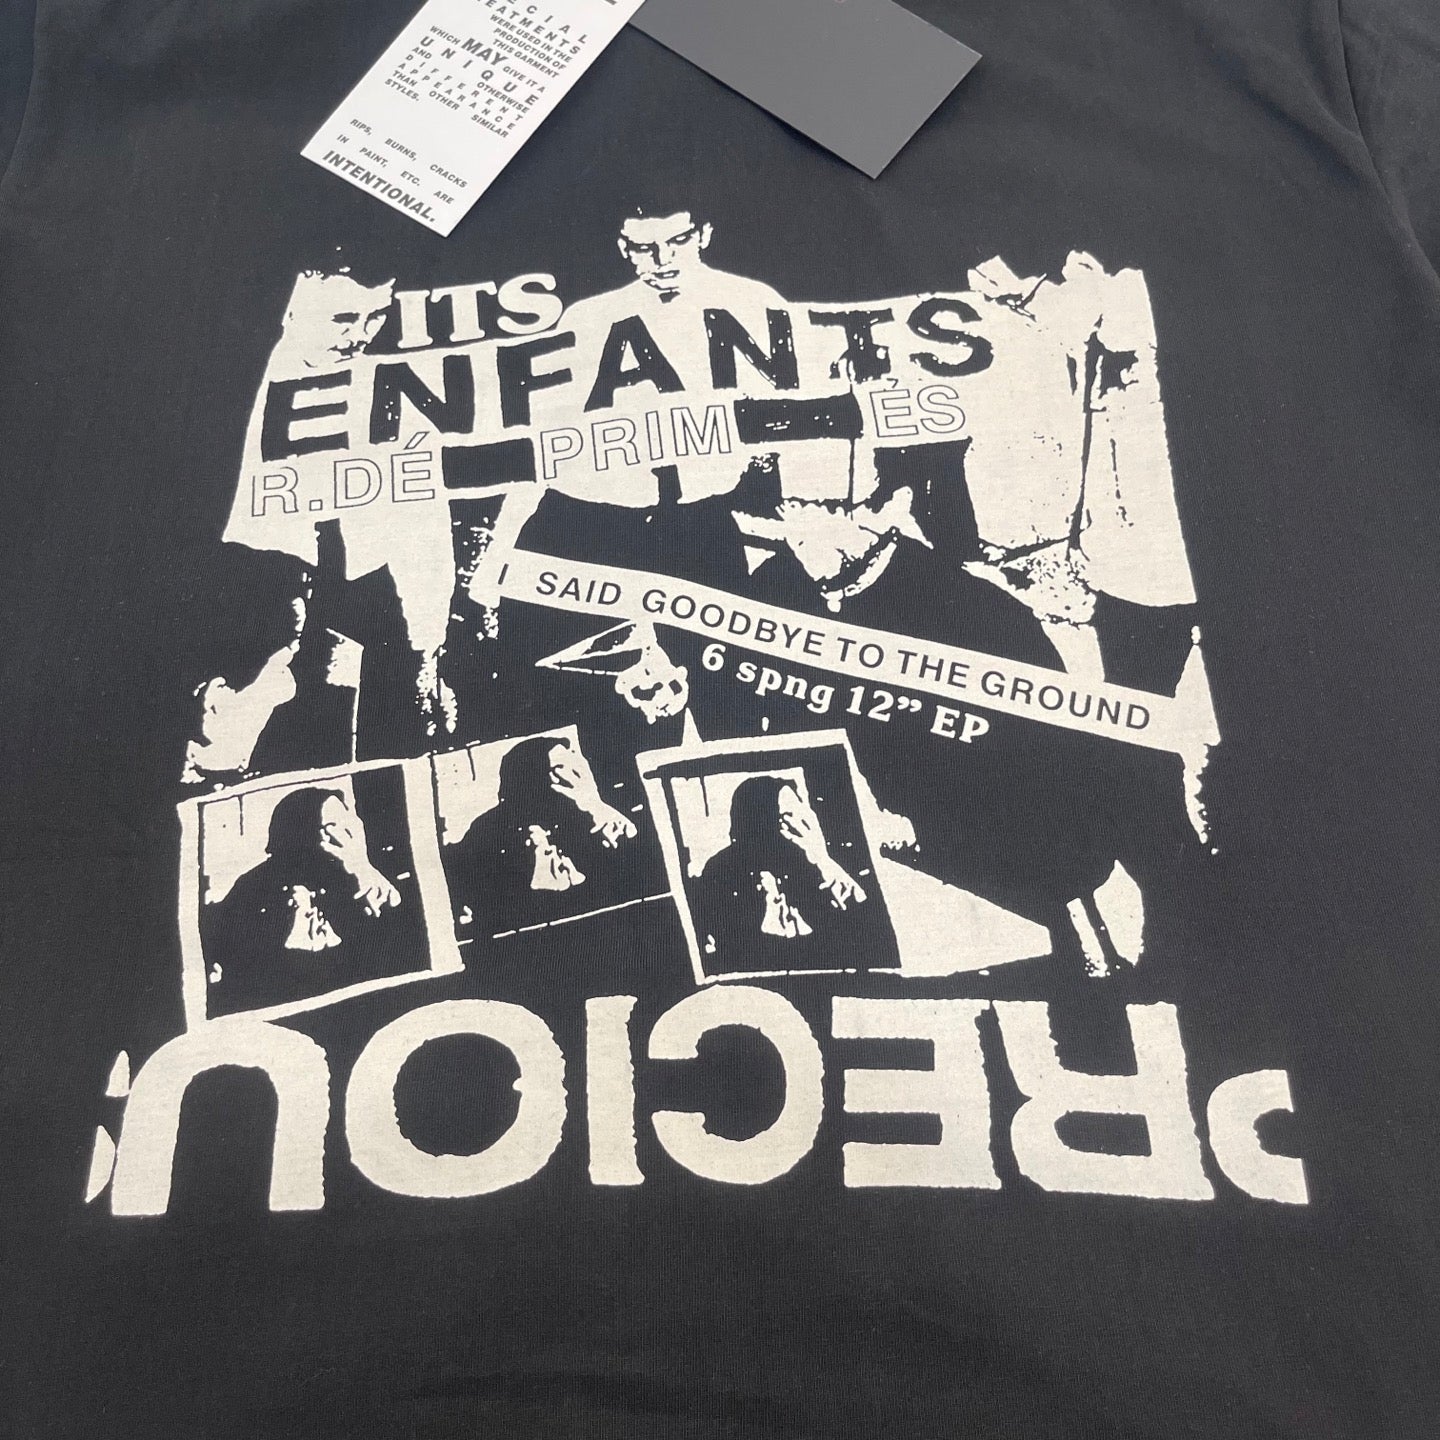 SPECIAL
TREATMENTS
WERE USED IN THE
PRODUCTION OF
THIS GARMENT
WHICH MAY GIVE IT A
UNIQUE
AND OTHERWISE
DIFFERENT
APPEARANCE
THAN OTHER SIMILAR
STYLES.
RIPS, BURNS, CRACKS
IN PAINT, ETC. ARE
INTENTIONAL.
ITS
ENFANTS
R.DÉ PRIM ÉS
I SAID GOODBYE TO THE GROUND
6 spng 12” EP
PRECIOU